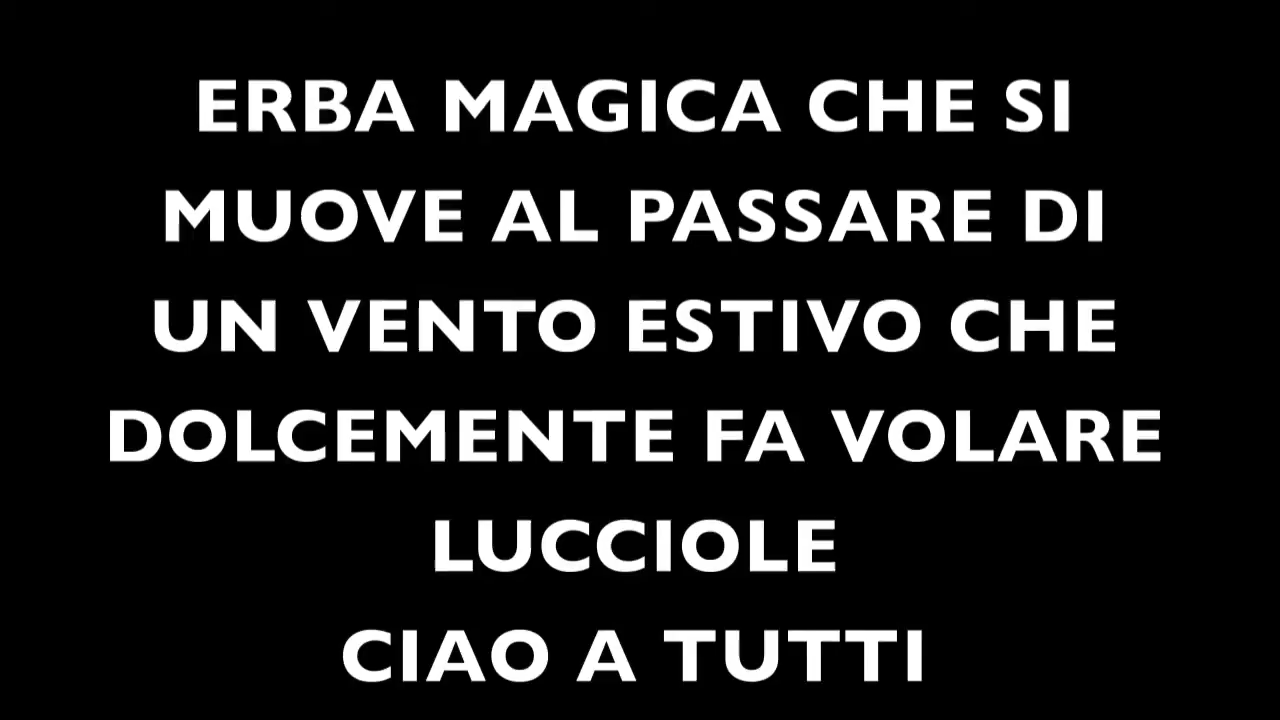 ERBA MAGICA CHE SI
MUOVE AL PASSARE DI
UN VENTO ESTIVO CHE
DOLCEMENTE FA VOLARE
LUCCIOLE
CIAO A TUTTI